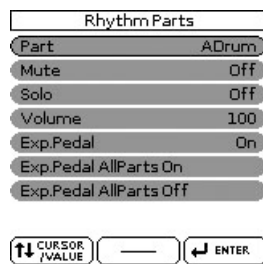 Rhythm Parts
Part ADrum
Mute Off
Solo Off
Volume 100
Exp.Pedal On
Exp.Pedal AllParts On
Exp.Pedal AllParts Off
CURSOR
/VALUE
ENTER